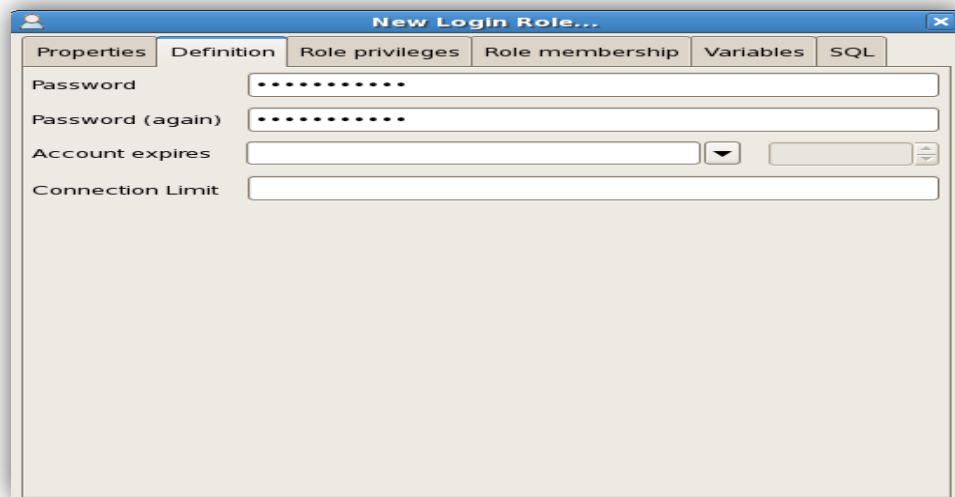 New Login Role...
Properties Definition Role privileges Role membership Variables SQL
Password •••••••••••
Password (again) •••••••••••
Account expires
Connection Limit